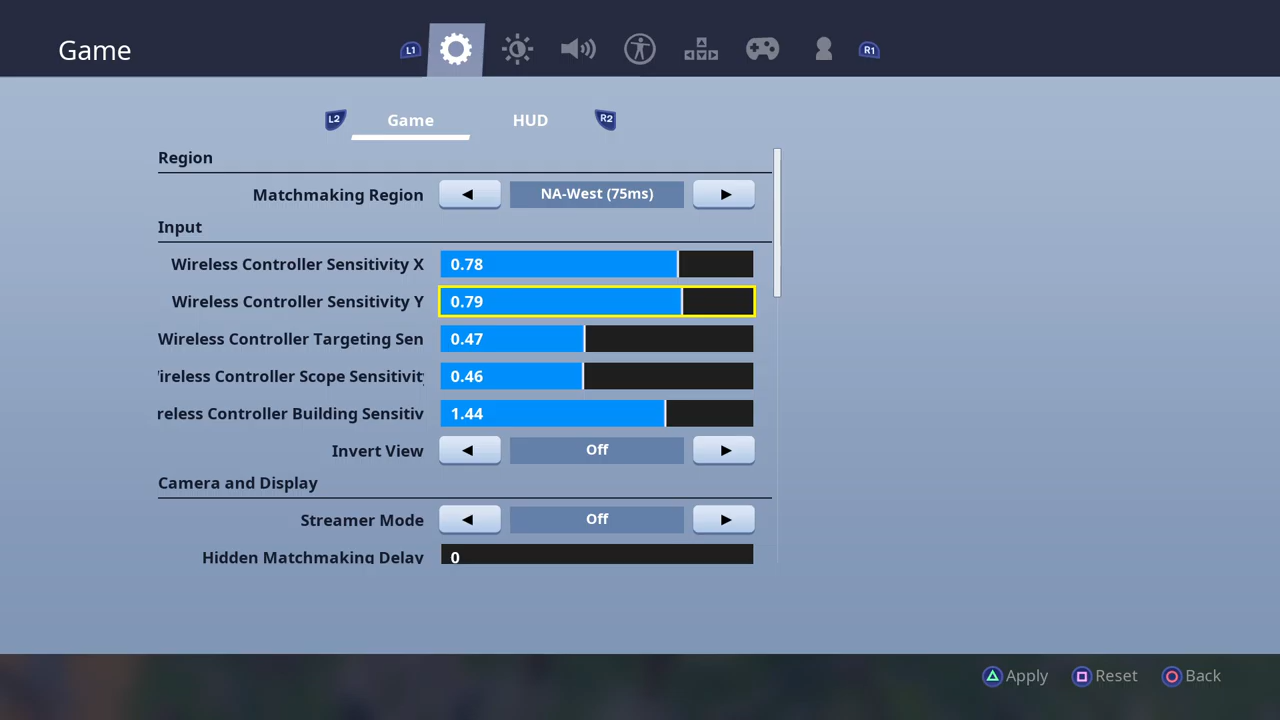 Game
L1
R1
L2
Game
HUD
R2
Region
Matchmaking Region
NA-West (75ms)
Input
Wireless Controller Sensitivity X
0.78
Wireless Controller Sensitivity Y
0.79
Wireless Controller Targeting Sen
0.47
ireless Controller Scope Sensitivity
0.46
reless Controller Building Sensitiv
1.44
Invert View
Off
Camera and Display
Streamer Mode
Off
Hidden Matchmaking Delay
0
Apply
Reset
Back